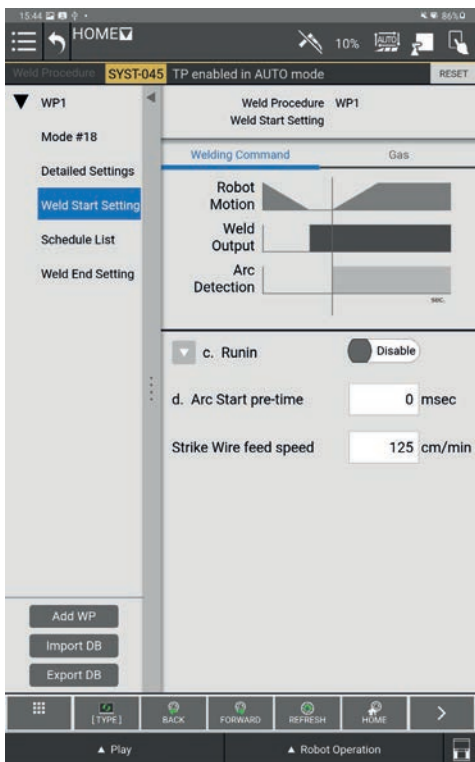 15:44
86%
HOME
10%
AUTO
Weld Procedure SYST-045 TP enabled in AUTO mode RESET
WP1
Mode #18
Detailed Settings
Weld Start Setting
Schedule List
Weld End Setting
Add WP
Import DB
Export DB
Weld Procedure WP1
Weld Start Setting
Welding Command Gas
Robot
Motion
Weld
Output
Arc
Detection
sec.
c. Runin Disable
d. Arc Start pre-time 0 msec
Strike Wire feed speed 125 cm/min
[TYPE] BACK FORWARD REFRESH HOME
▲ Play ▲ Robot Operation